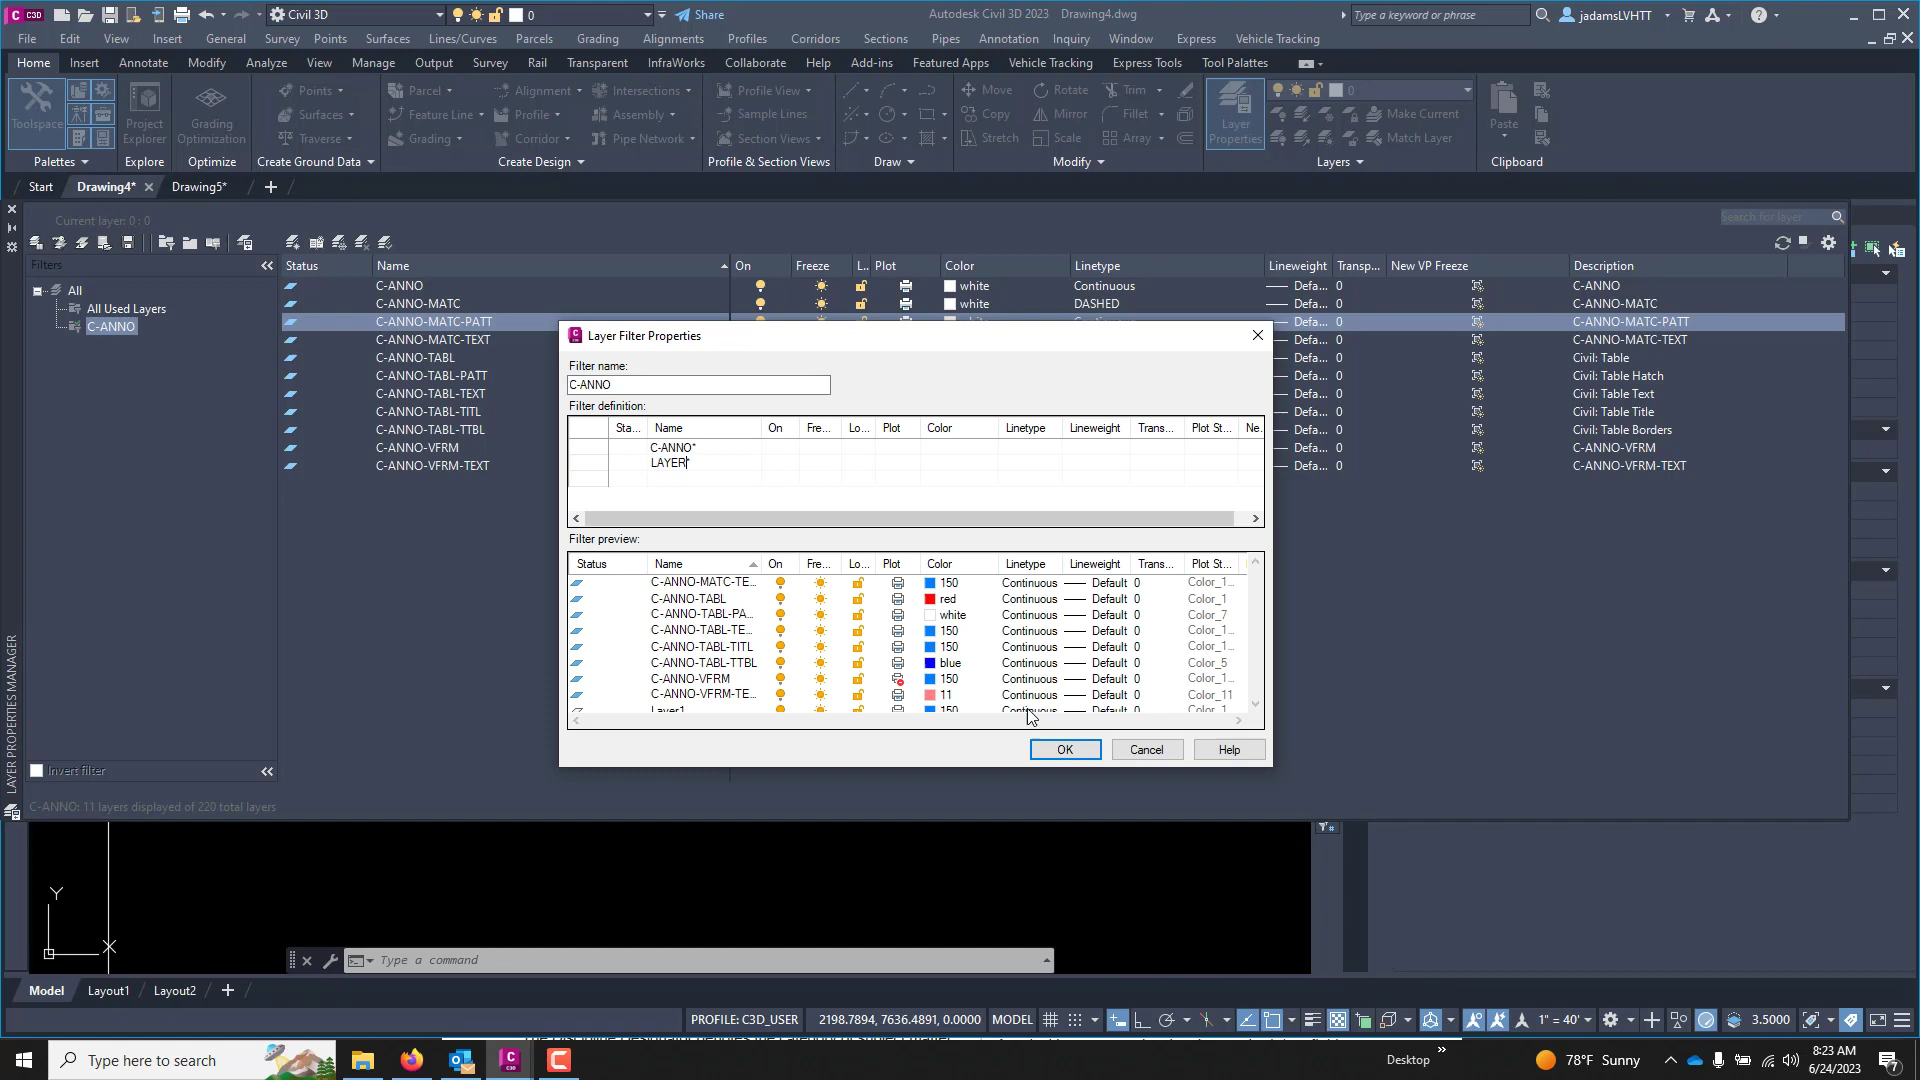 C3D Civil 3D 0 Share Autodesk Civil 3D 2023 Drawing4.dwg Type a keyword or phrase jadamsLVHTT
File Edit View Insert General Survey Points Surfaces Lines/Curves Parcels Grading Alignments Profiles Corridors Sections Pipes Annotation Inquiry Window Express Vehicle Tracking
Home Insert Annotate Modify Analyze View Manage Output Survey Rail Transparent InfraWorks Collaborate Help Add-ins Featured Apps Vehicle Tracking Express Tools Tool Palettes
Points Parcel Alignment Intersections Profile View Move Rotate Trim 0
Surfaces Feature Line Profile Assembly Sample Lines Copy Mirror Fillet Make Current
Traverse Grading Corridor Pipe Network Section Views Stretch Scale Array Match Layer
Toolspace Project Explorer Grading Optimization Layer Properties Paste
Palettes Explore Optimize Create Ground Data Create Design Profile & Section Views Draw Modify Layers Clipboard
Start Drawing4* Drawing5*
Current layer: 0 : 0 Search for layer
Filters Status Name On Freeze L.. Plot Color Linetype Lineweight Transp... New VP Freeze Description
All
All Used Layers
C-ANNO
C-ANNO white Continuous Defa... 0 C-ANNO
C-ANNO-MATC white DASHED Defa... 0 C-ANNO-MATC
C-ANNO-MATC-PATT Defa... 0 C-ANNO-MATC-PATT
C-ANNO-MATC-TEXT Defa... 0 C-ANNO-MATC-TEXT
C-ANNO-TABL Defa... 0 Civil: Table
C-ANNO-TABL-PATT Defa... 0 Civil: Table Hatch
C-ANNO-TABL-TEXT Defa... 0 Civil: Table Text
C-ANNO-TABL-TITL Defa... 0 Civil: Table Title
C-ANNO-TABL-TTBL Defa... 0 Civil: Table Borders
C-ANNO-VFRM Defa... 0 C-ANNO-VFRM
C-ANNO-VFRM-TEXT Defa... 0 C-ANNO-VFRM-TEXT
Layer Filter Properties
Filter name:
C-ANNO
Filter definition:
Sta... Name On Fre... Lo... Plot Color Linetype Lineweight Trans... Plot St... Ne.
C-ANNO*
LAYER*
Filter preview:
Status Name On Fre... Lo... Plot Color Linetype Lineweight Trans... Plot St...
C-ANNO-MATC-TE... 150 Continuous Default 0 Color_1...
C-ANNO-TABL red Continuous Default 0 Color_1
C-ANNO-TABL-PA... white Continuous Default 0 Color_7
C-ANNO-TABL-TE... 150 Continuous Default 0 Color_1...
C-ANNO-TABL-TITL 150 Continuous Default 0 Color_1...
C-ANNO-TABL-TTBL blue Continuous Default 0 Color_5
C-ANNO-VFRM 150 Continuous Default 0 Color_1...
C-ANNO-VFRM-TE... 11 Continuous Default 0 Color_11
Layer1 150 Continuous Default 0 Color_1...
OK Cancel Help
Invert filter
C-ANNO: 11 layers displayed of 220 total layers
LAYER PROPERTIES MANAGER
Y
X
Type a command
Model Layout1 Layout2
PROFILE: C3D_USER 2198.7894, 7636.4891, 0.0000 MODEL 1" = 40' 3.5000
Type here to search Desktop 78°F Sunny 8:23 AM
6/24/2023 7